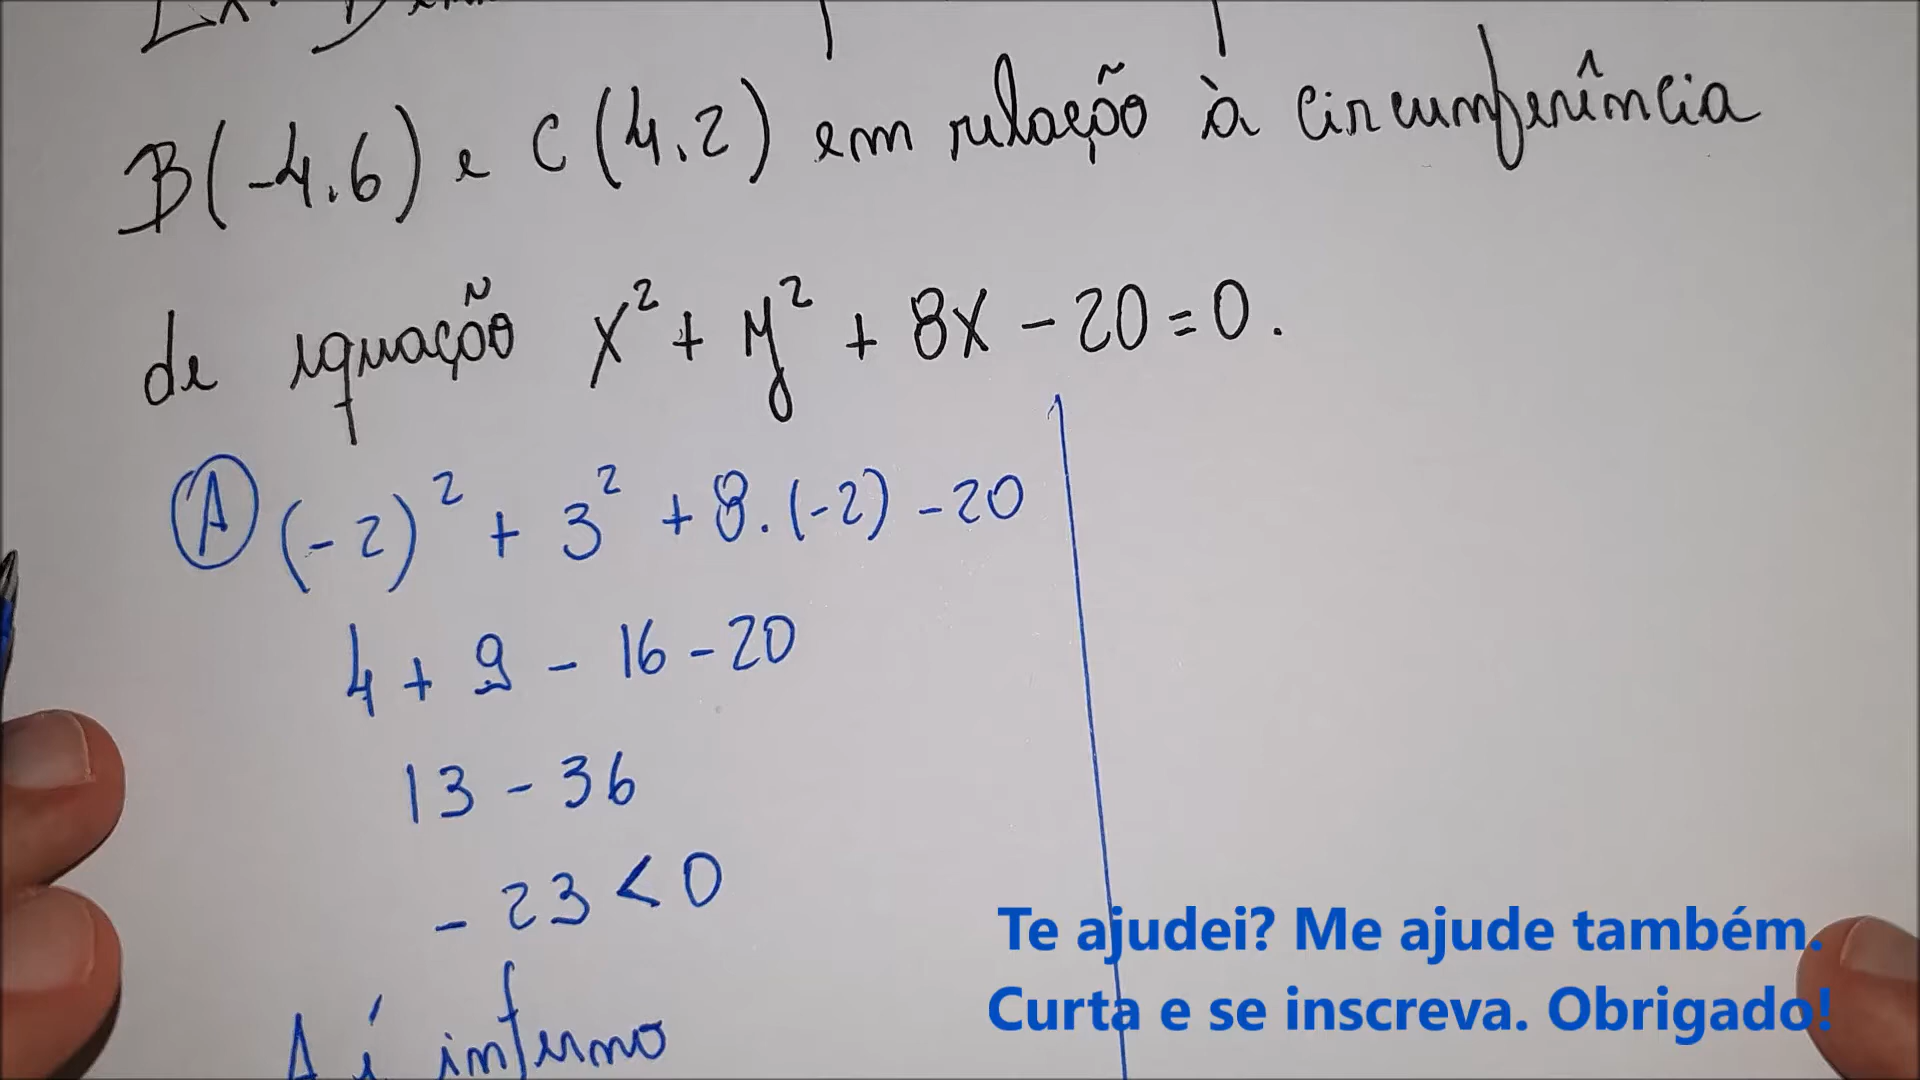 B(-4,6) e C(4,2) em relação à circunferência
de equação x² + y² + 8x - 20 = 0.
A (-2)² + 3² + 8.(-2) - 20
4 + 9 - 16 - 20
13 - 36
- 23 < 0
A é interno
Te ajudei? Me ajude também.
Curta e se inscreva. Obrigado!